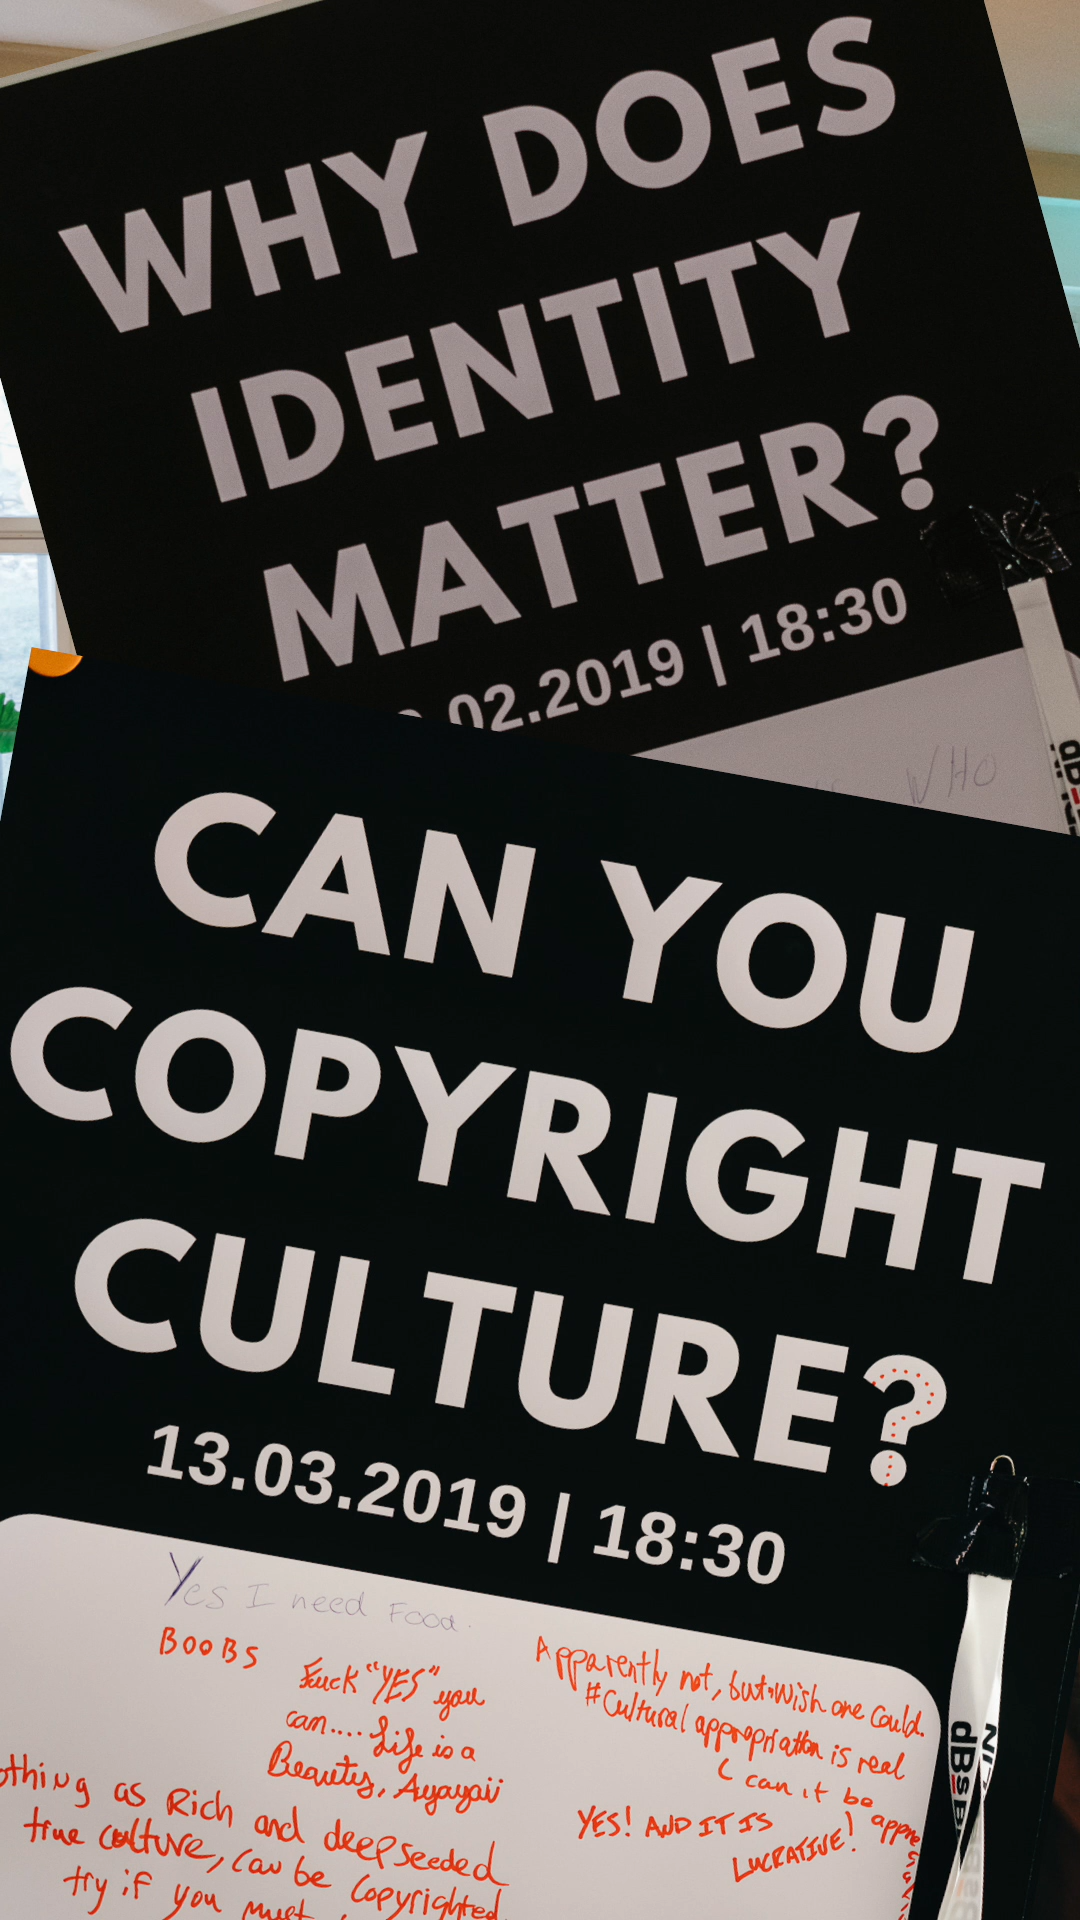 WHY DOES
IDENTITY
MATTER?
.02.2019 | 18:30
WHO
CAN YOU
COPYRIGHT
CULTURE?
13.03.2019 | 18:30
Yes I need Food.
BOOBS
Fuck "YES" you
can.... Life is a
Beauty, Ayayaii
othing as Rich and deepseeded
true culture, can be Copyrighted
try if you must
Apparently not, but wish one could.
#Cultural appropriation is real
can it be
YES! AND IT IS
LUCRATIVE!
dBs